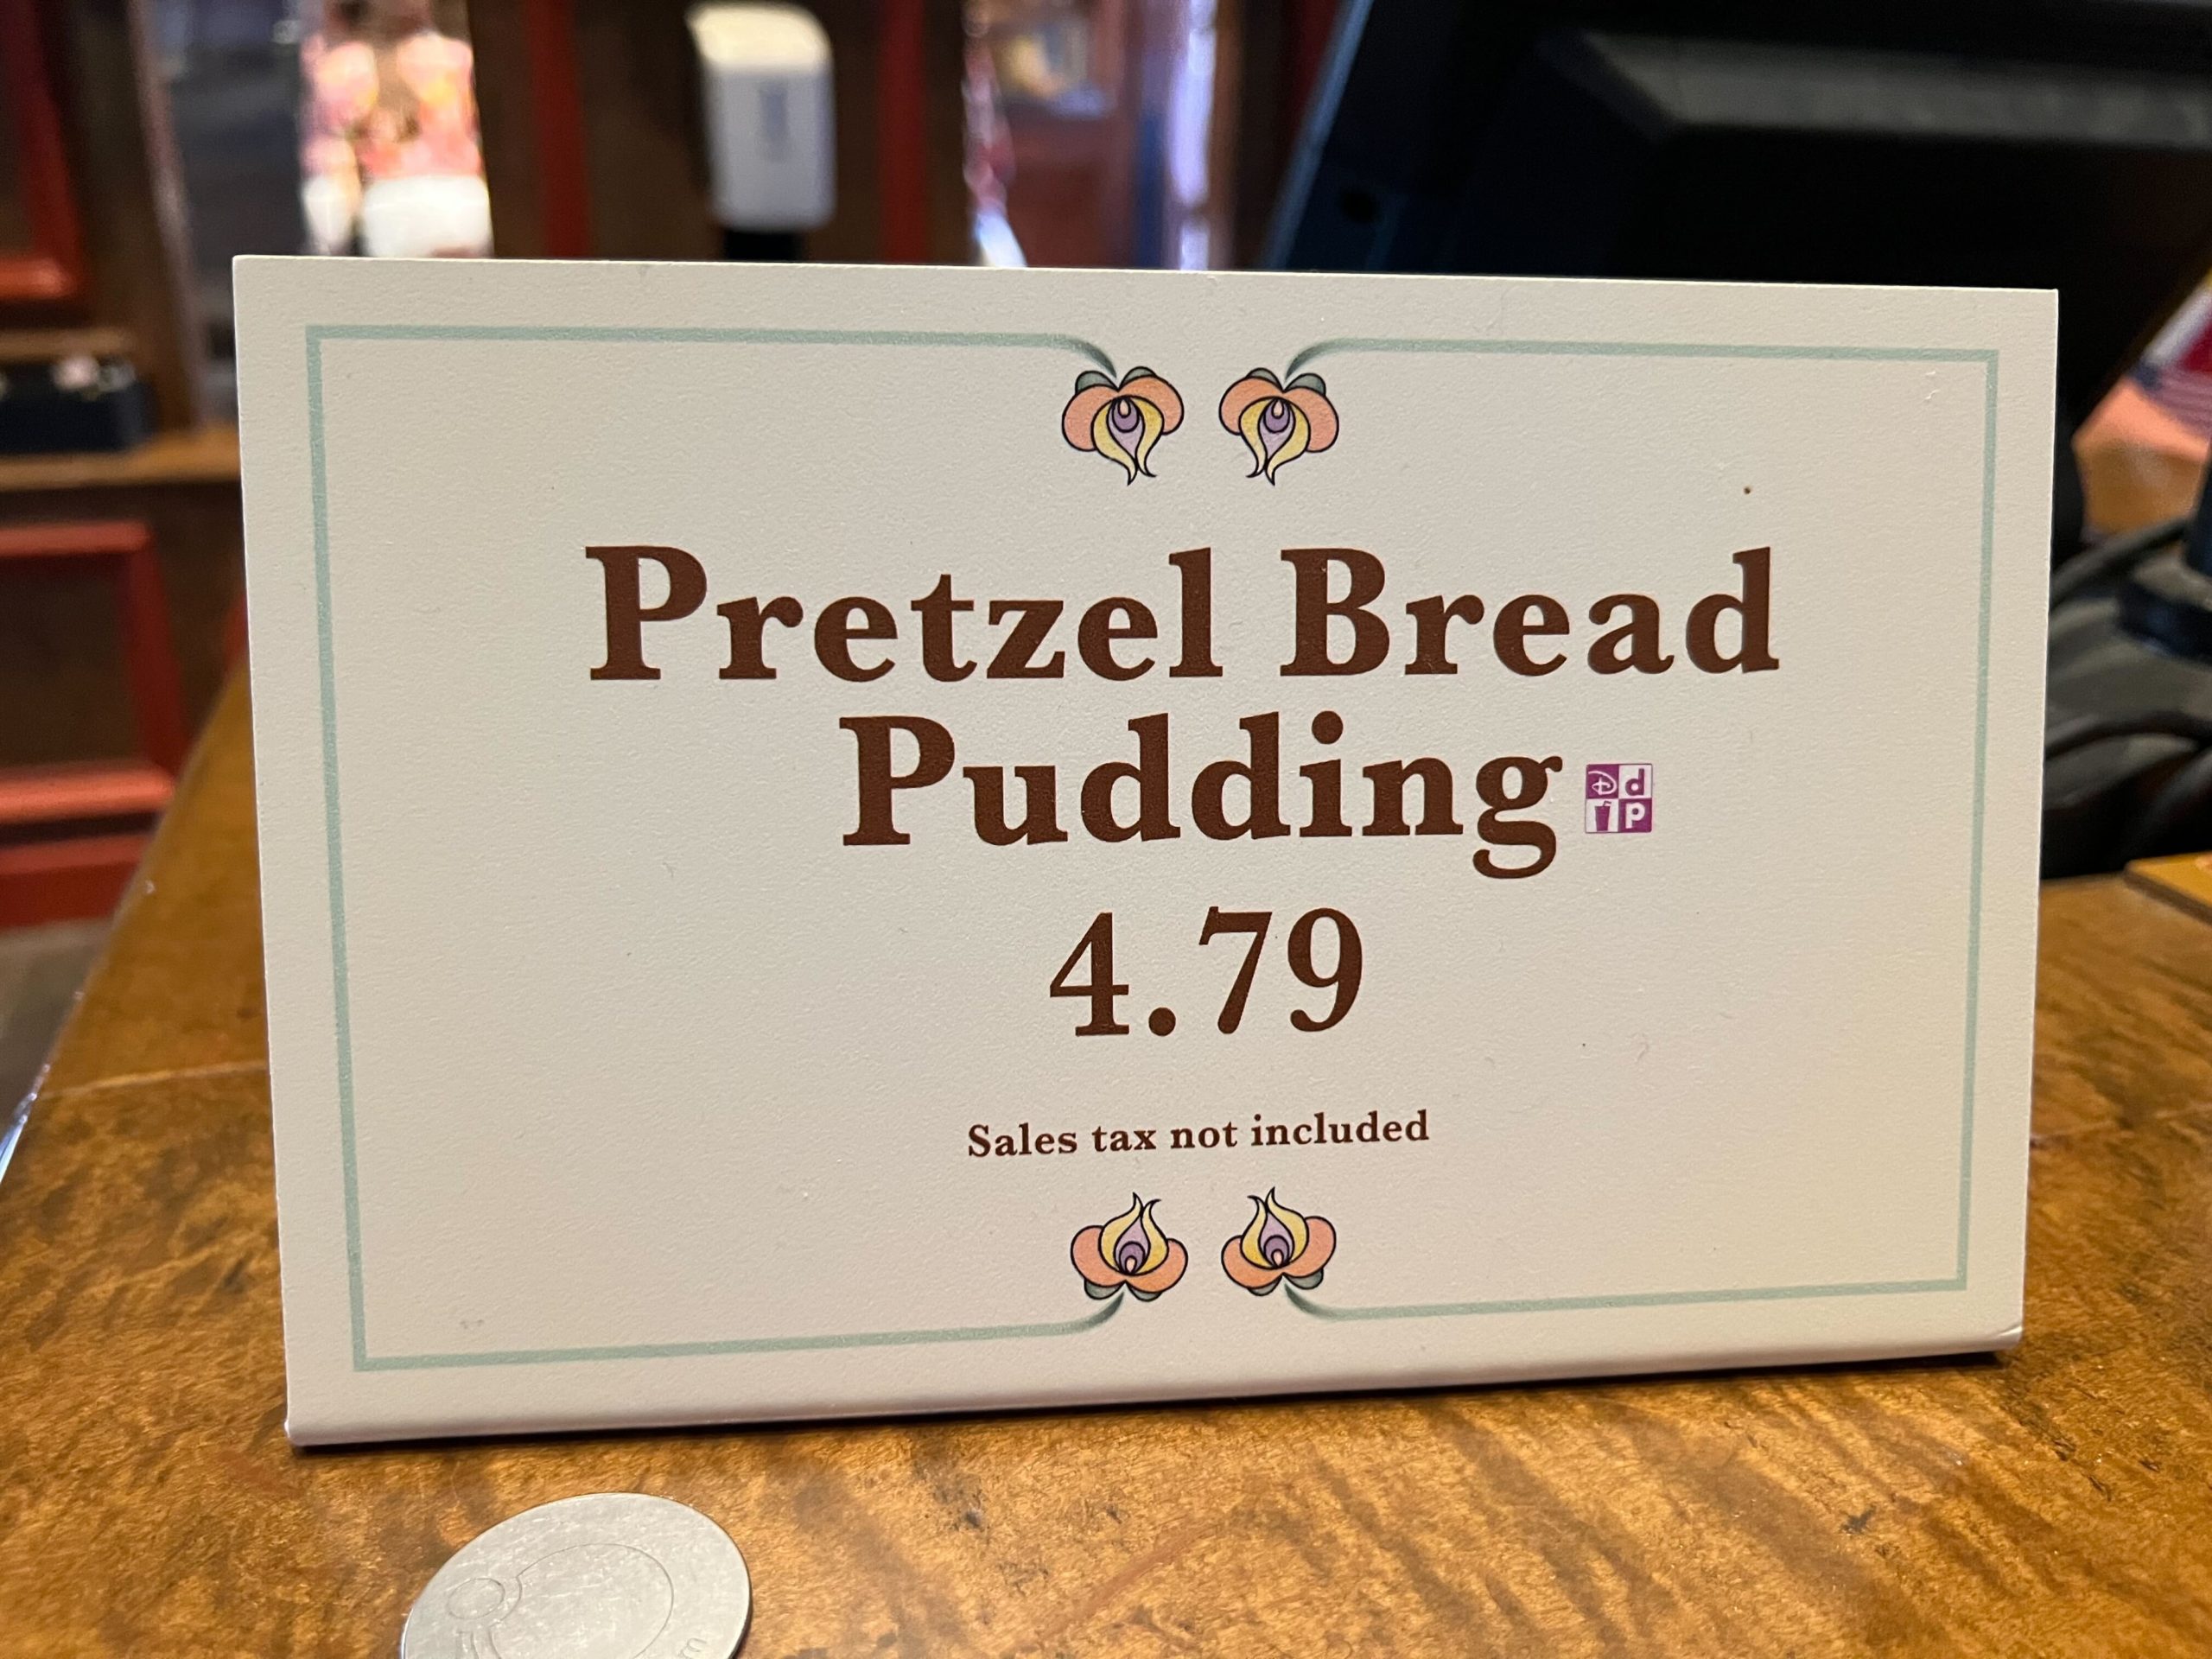 Pretzel Bread
Pudding
D d
P
4.79
Sales tax not included